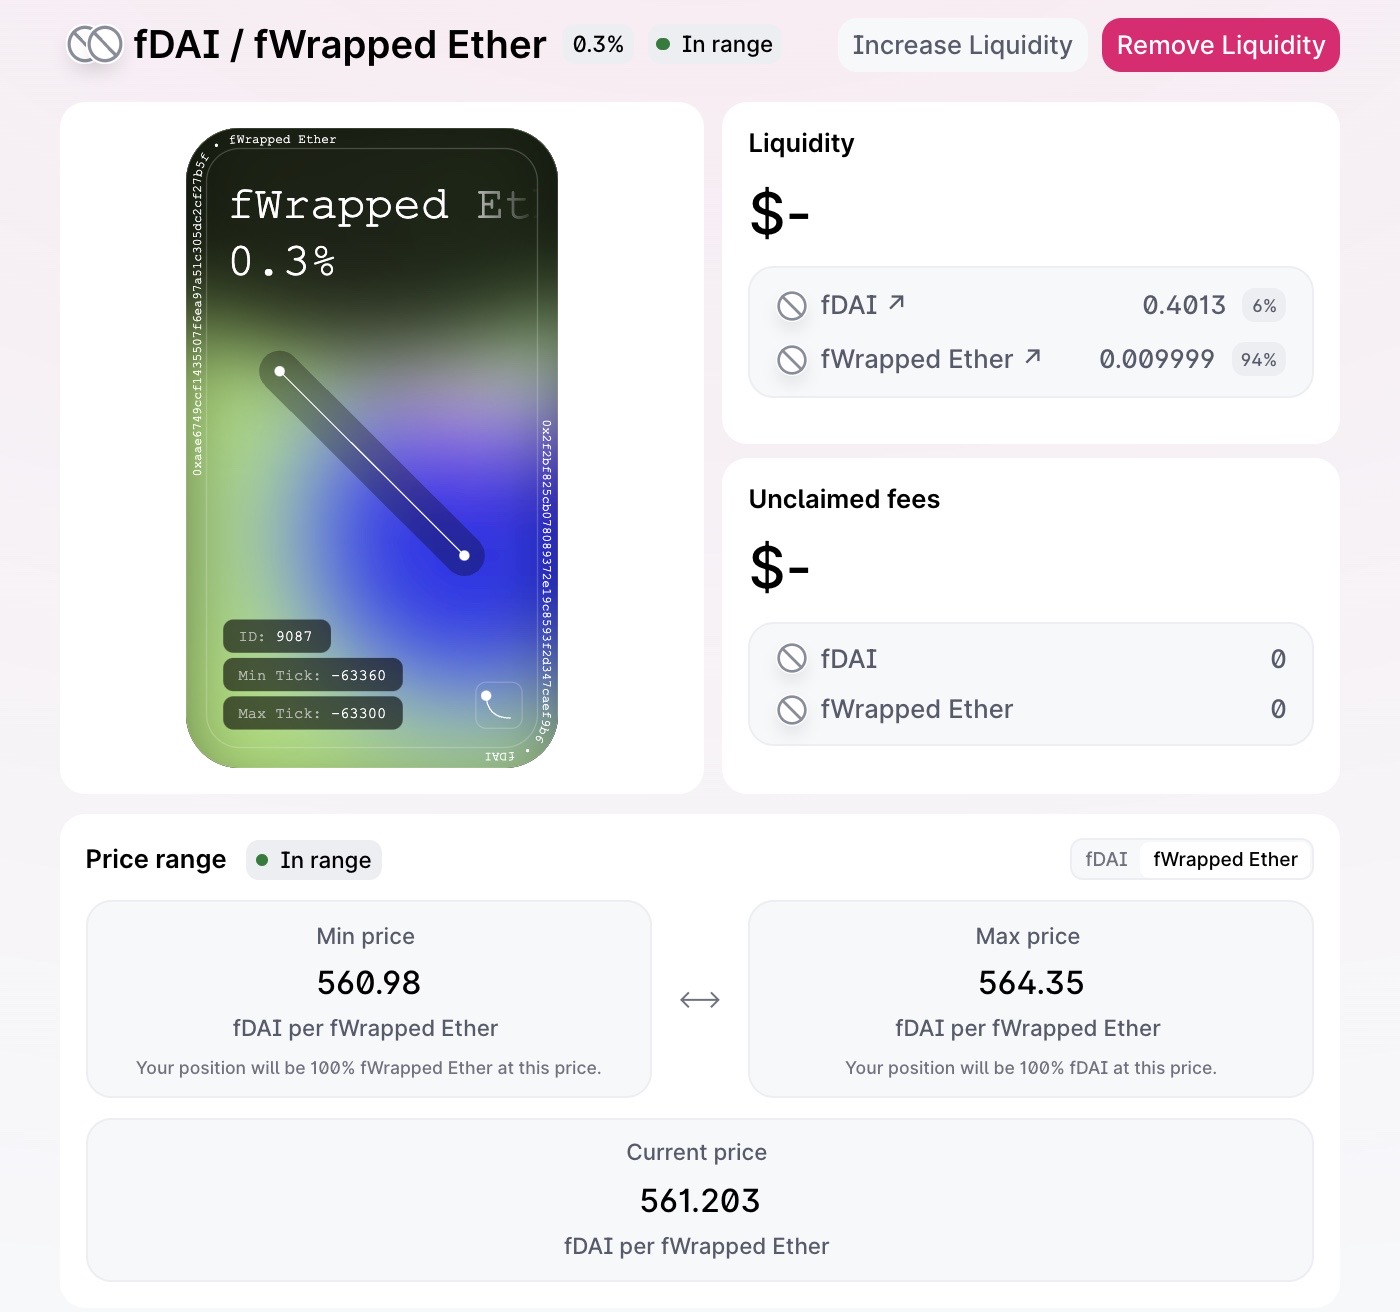 fDAI / fWrapped Ether 0.3% In range Increase Liquidity Remove Liquidity
fWrapped Ether
fWrapped Et
0.3%
0xaae6749ccf1435507f6ea97a51c305dc2cf27b5f
0x2f2bf825cb078089372e19c8593f2d347caef9b6
ID: 9087
Min Tick: -63360
Max Tick: -63300
fDAI
Liquidity
$-
fDAI ↗ 0.4013 6%
fWrapped Ether ↗ 0.009999 94%
Unclaimed fees
$-
fDAI 0
fWrapped Ether 0
Price range In range fDAI fWrapped Ether
Min price
560.98
fDAI per fWrapped Ether
Your position will be 100% fWrapped Ether at this price.
Max price
564.35
fDAI per fWrapped Ether
Your position will be 100% fDAI at this price.
Current price
561.203
fDAI per fWrapped Ether